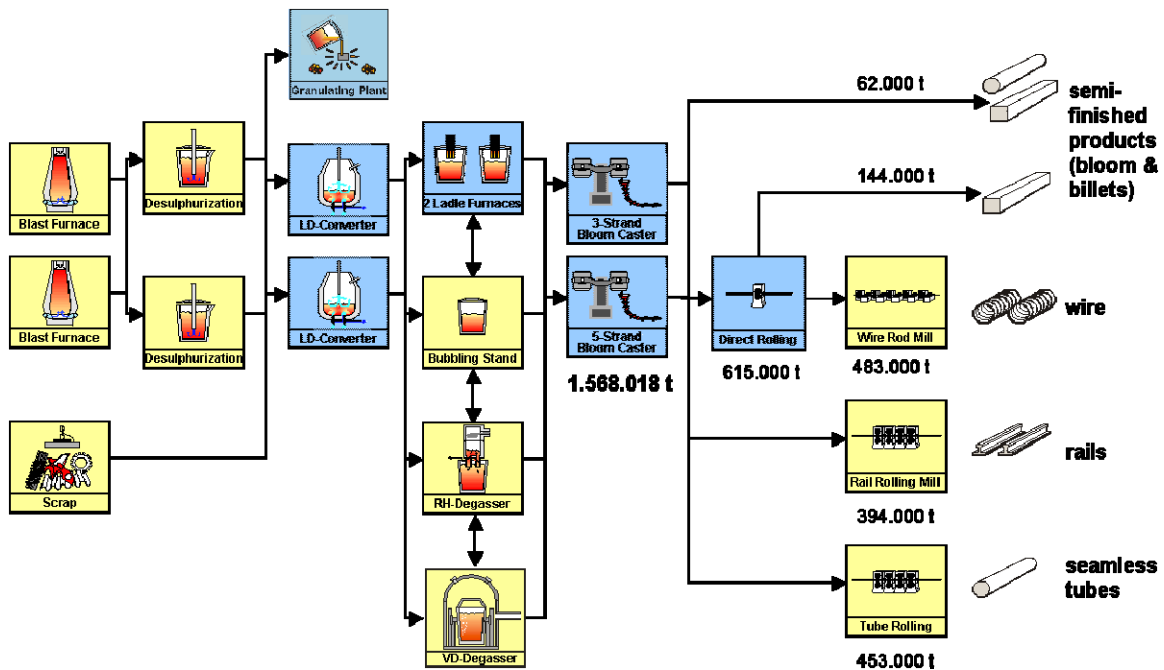 Granulating Plant
62.000 t
semi-
finished
products
(bloom &
billets)
144.000 t
Blast Furnace
Desulphurization
LD-Converter
2 Ladle Furnaces
3-Strand
Bloom Caster
Blast Furnace
Desulphurization
LD-Converter
Bubbling Stand
5-Strand
Bloom Caster
1.568.018 t
Direct Rolling
615.000 t
Wire Rod Mill
483.000 t
wire
Scrap
RH-Degasser
Rail Rolling Mill
394.000 t
rails
VD-Degasser
Tube Rolling
453.000 t
seamless
tubes